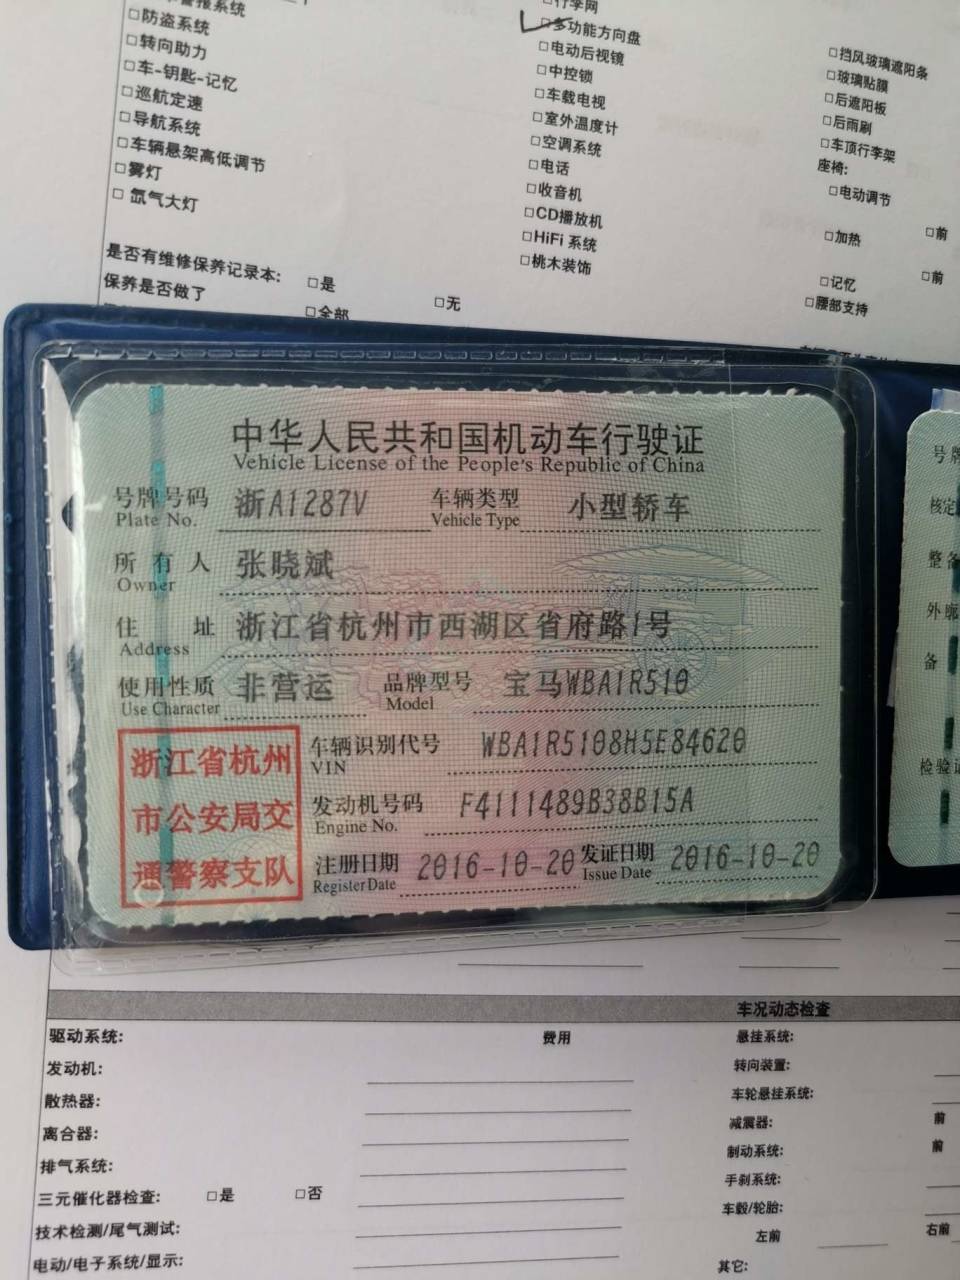 警报系统
□防盗系统
□转向助力
□车-钥匙-记忆
□巡航定速
□导航系统
□车辆悬架高低调节
□雾灯
□氙气大灯
□行李网
□多功能方向盘
□电动后视镜
□中控锁
□车载电视
□室外温度计
□空调系统
□电话
□收音机
□CD播放机
□HiFi 系统
□桃木装饰
□挡风玻璃遮阳条
□玻璃贴膜
□后遮阳板
□后雨刷
□车顶行李架
座椅:
□电动调节
□加热 □前
□记忆 □前
□腰部支持
是否有维修保养记录本: □是 □无
保养是否做了 □全部
中华人民共和国机动车行驶证
Vehicle License of the People's Republic of China
号牌号码 浙A1287V 车辆类型 小型轿车
Plate No. Vehicle Type
所有人 张晓斌
Owner
住址 浙江省杭州市西湖区省府路1号
Address
使用性质 非营运 品牌型号 宝马WBA1R510
Use Character Model
浙江省杭州
市公安局交
通警察支队
车辆识别代号 WBA1R5108H5E84620
VIN
发动机号码 F4111489B38B15A
Engine No.
注册日期 2016-10-20 发证日期 2016-10-20
Register Date Issue Date
号牌
核定
整备
外廓
备
检验记
车况动态检查
驱动系统: 费用
发动机:
散热器:
离合器:
排气系统:
三元催化器检查: □是 □否
技术检测/尾气测试:
电动/电子系统/显示:
悬挂系统:
转向装置:
车轮悬挂系统:
减震器: 前
制动系统: 前
手刹系统:
车毂/轮胎:
左前 右前
其它: